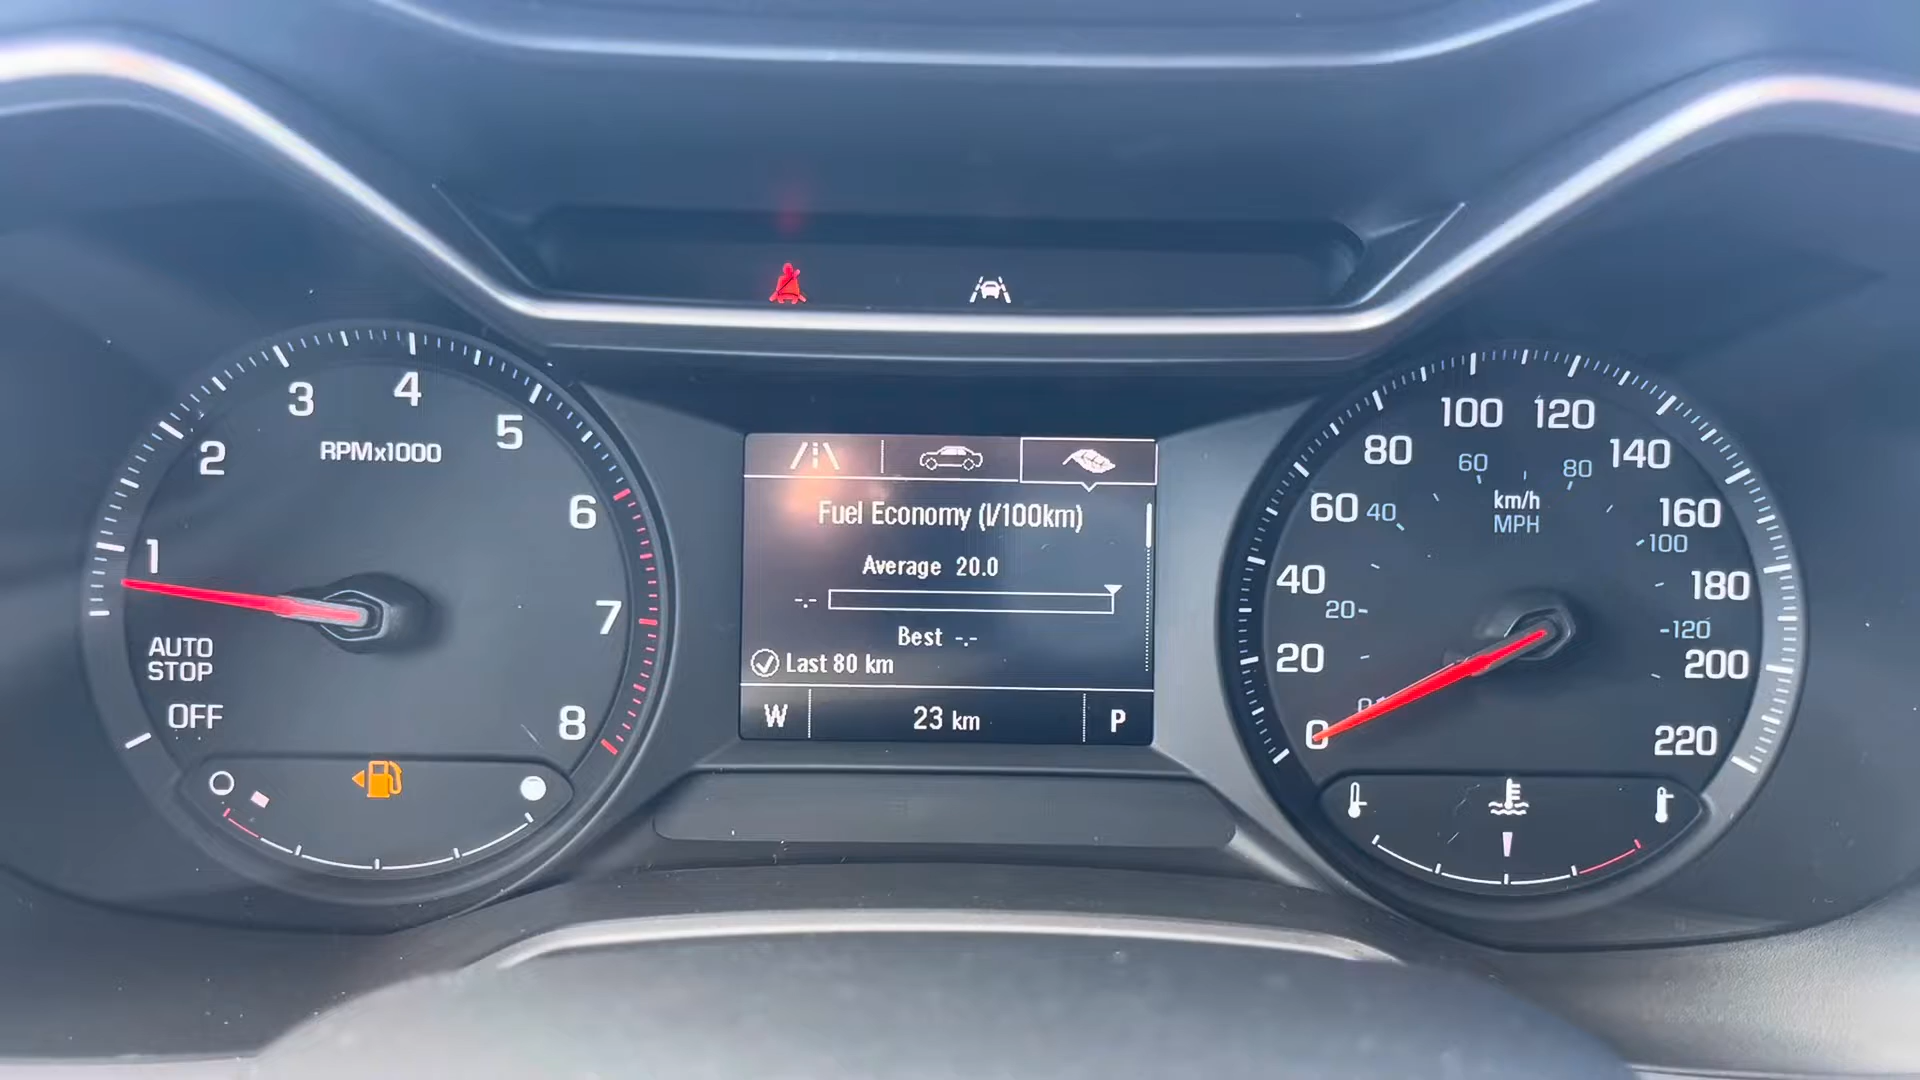 1
2
3
4
5
6
7
8
RPMx1000
AUTO
STOP
OFF
Fuel Economy (l/100km)
Average 20.0
-.-
Best -.-
Last 80 km
W
23 km
P
0
20
40
60
80
100
120
140
160
180
200
220
km/h
MPH
20
40
60
80
100
120